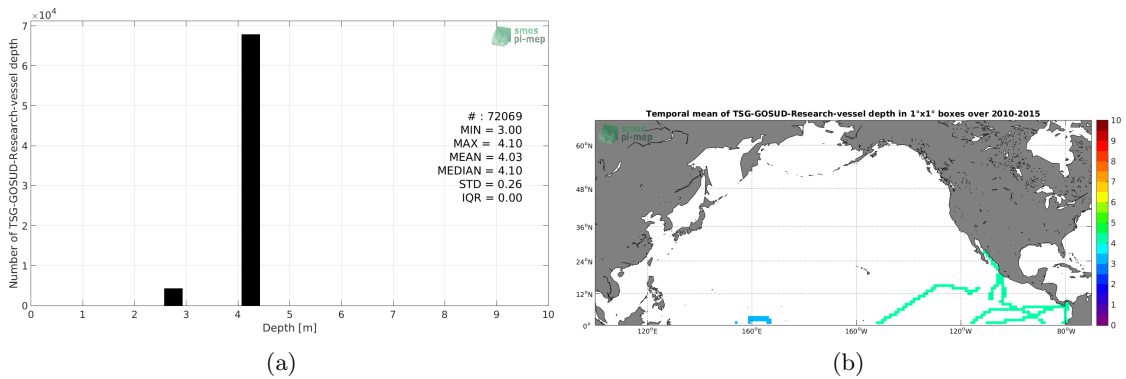 ×10⁴
7
6
5
4
3
2
1
0
Number of TSG-GOSUD-Research-vessel depth
smos
pi-mep
# : 72069
MIN = 3.00
MAX = 4.10
MEAN = 4.03
MEDIAN = 4.10
STD = 0.26
IQR = 0.00
0 1 2 3 4 5 6 7 8 9 10
Depth [m]
(a)
Temporal mean of TSG-GOSUD-Research-vessel depth in 1°x1° boxes over 2010-2015
smos
pi-mep
60°N
48°N
36°N
24°N
12°N
0°
120°E 160°E 160°W 120°W 80°W
10
9
8
7
6
5
4
3
2
1
0
(b)